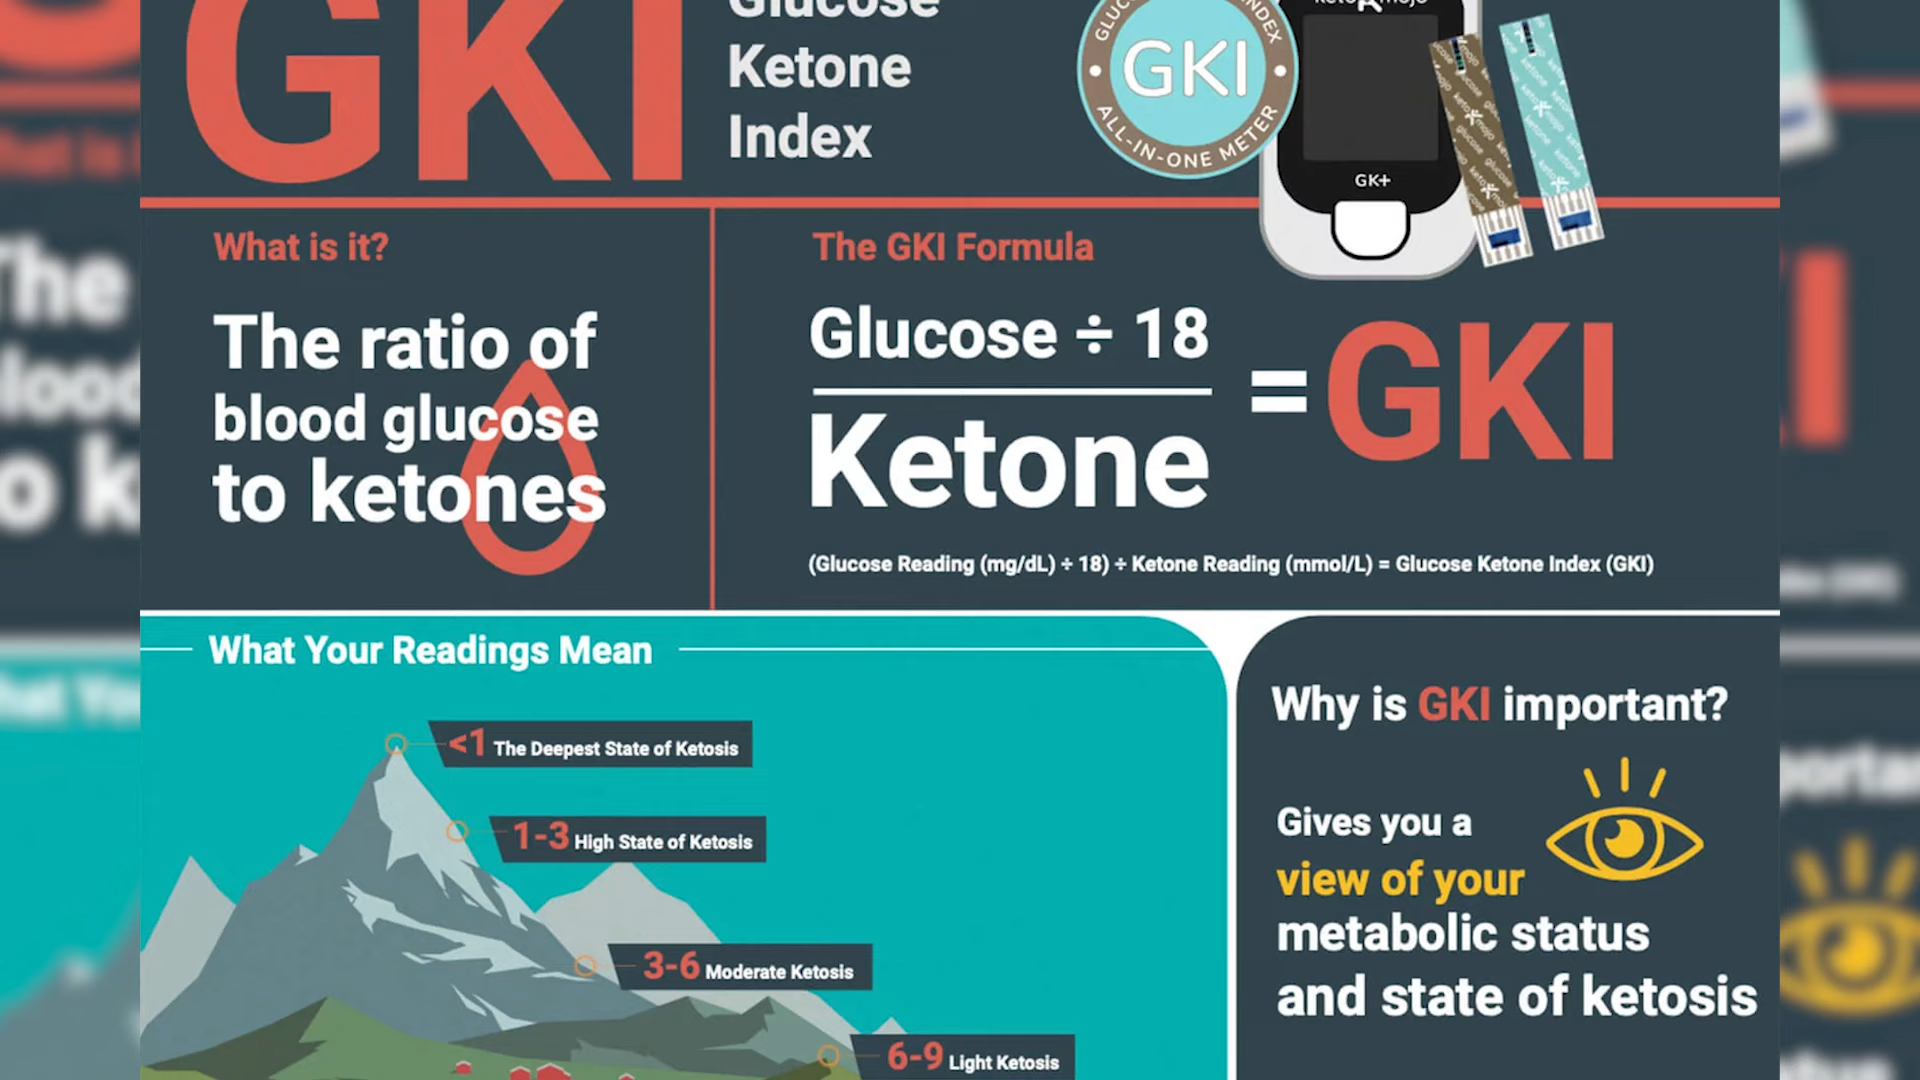 GKI
Glucose
Ketone
Index
GKI
ALL-IN-ONE METER
keto mojo
GK+
What is it?
The ratio of
blood glucose
to ketones
The GKI Formula
Glucose ÷ 18
Ketone
= GKI
(Glucose Reading (mg/dL) ÷ 18) ÷ Ketone Reading (mmol/L) = Glucose Ketone Index (GKI)
What Your Readings Mean
<1 The Deepest State of Ketosis
1-3 High State of Ketosis
3-6 Moderate Ketosis
6-9 Light Ketosis
Why is GKI important?
Gives you a
view of your
metabolic status
and state of ketosis